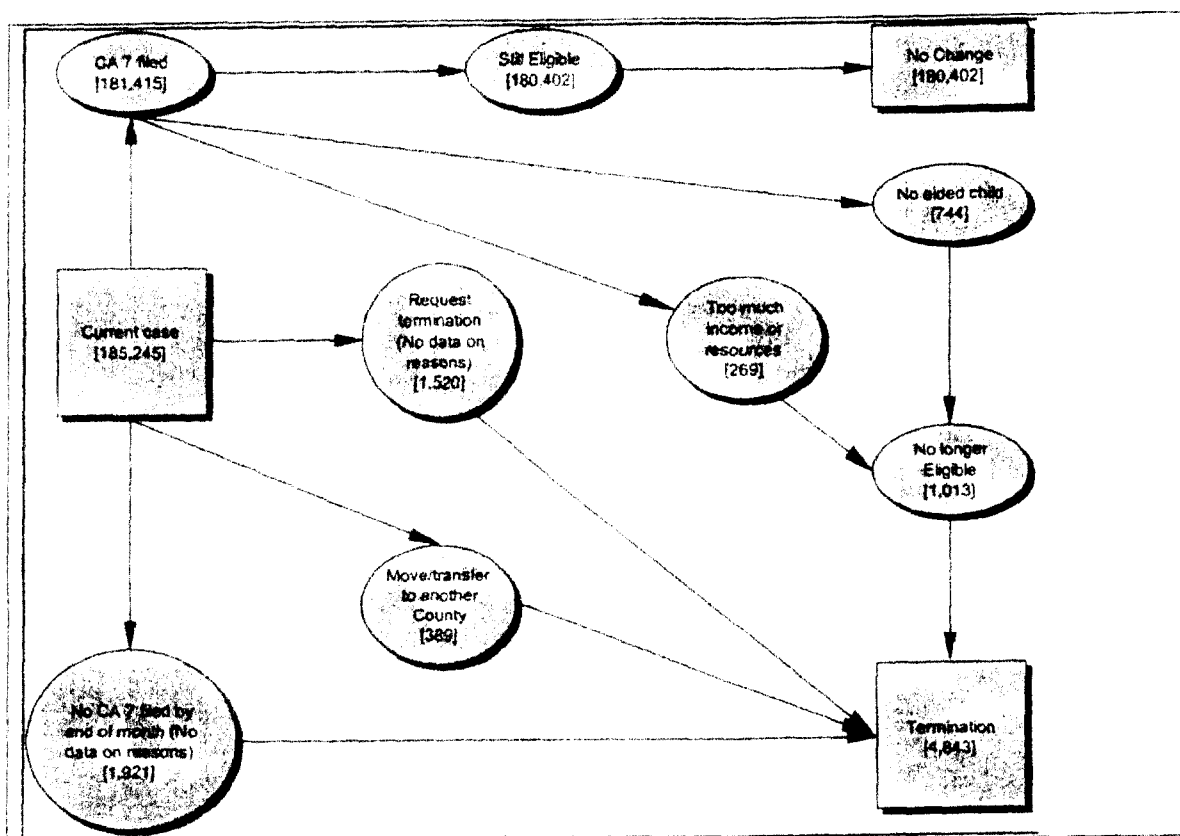 CA 7 filed
[181,415]
Still Eligible
[180,402]
No Change
[180,402]
No aided child
[744]
Current case
[185,245]
Request
termination
(No data on
reasons)
[1,520]
Too much
income or
resources
[269]
No longer
Eligible
[1,013]
Move/transfer
to another
County
[389]
No CA 7 filed by
end of month (No
data on reasons)
[1,921]
Termination
[4,843]